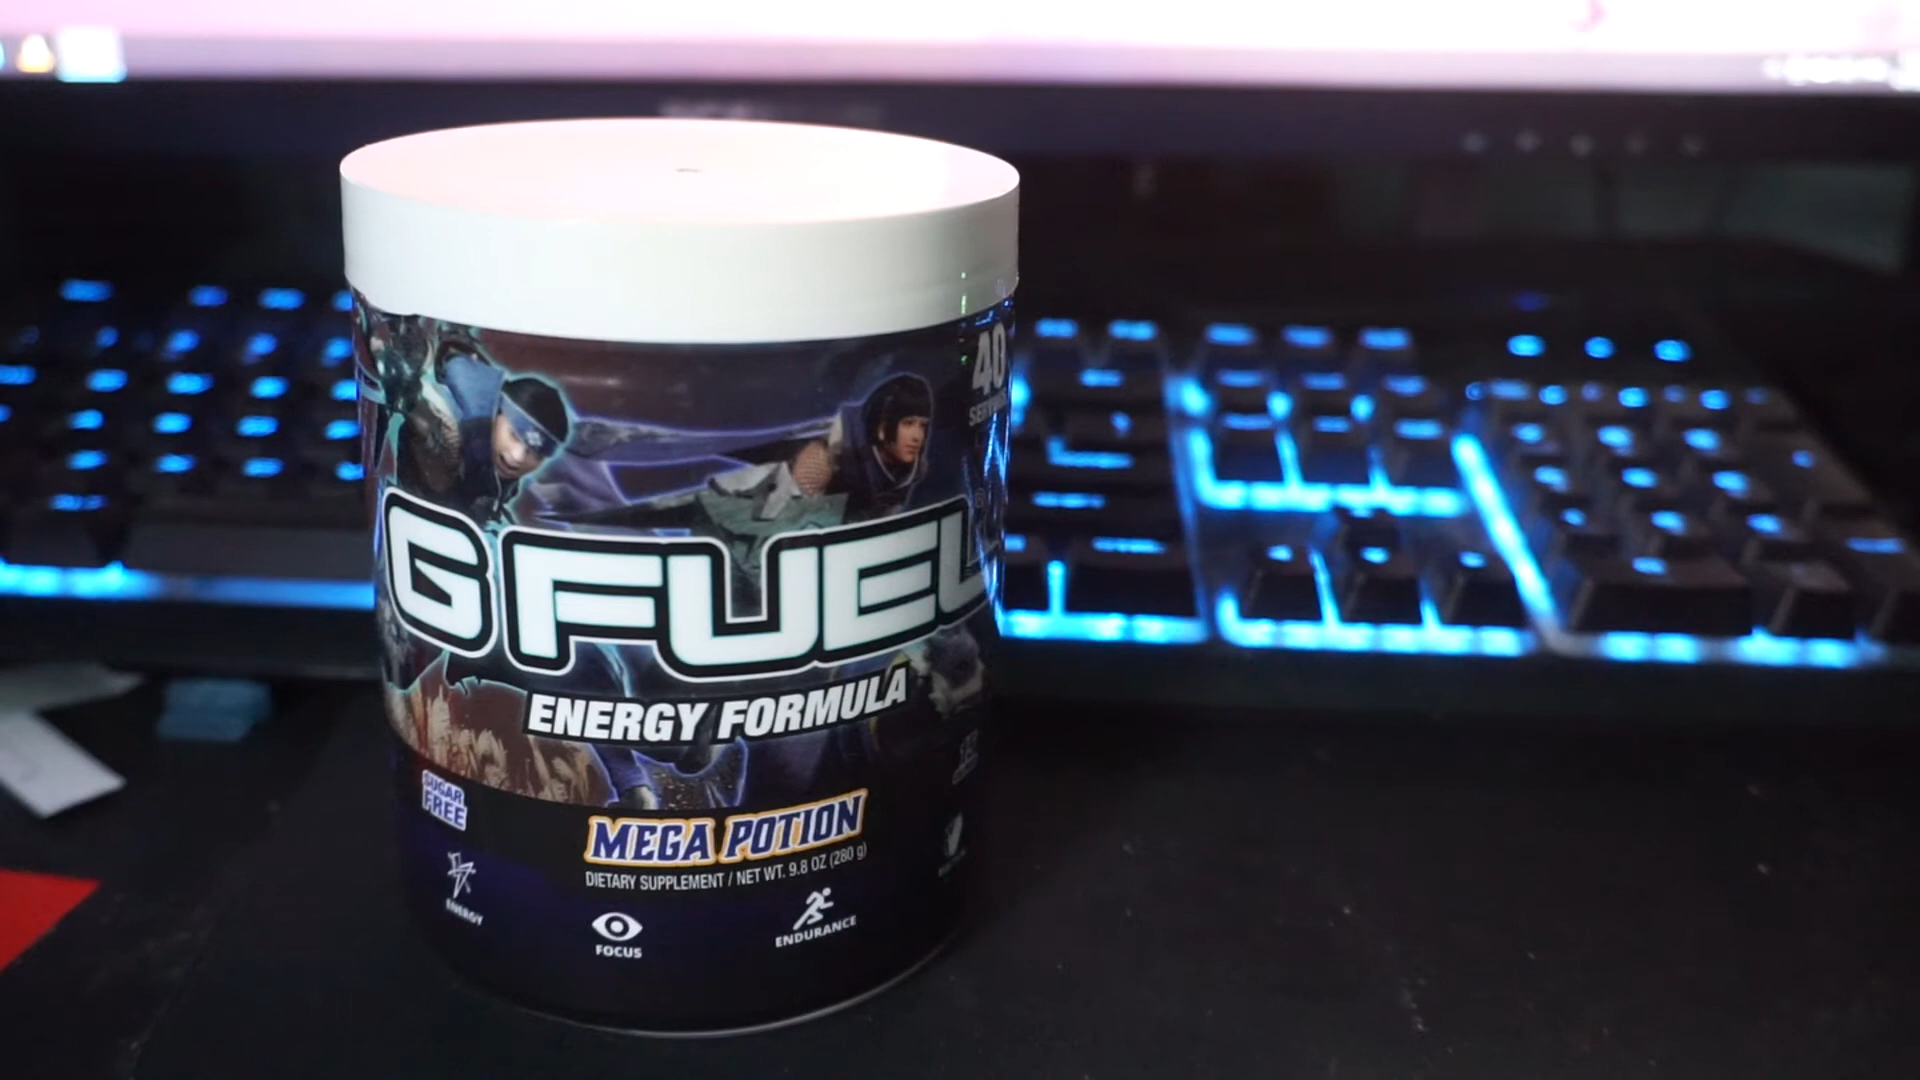 40
G FUEL
ENERGY FORMULA
SUGAR
FREE
MEGA POTION
DIETARY SUPPLEMENT / NET WT. 9.8 OZ (280 g)
ENERGY
FOCUS
ENDURANCE